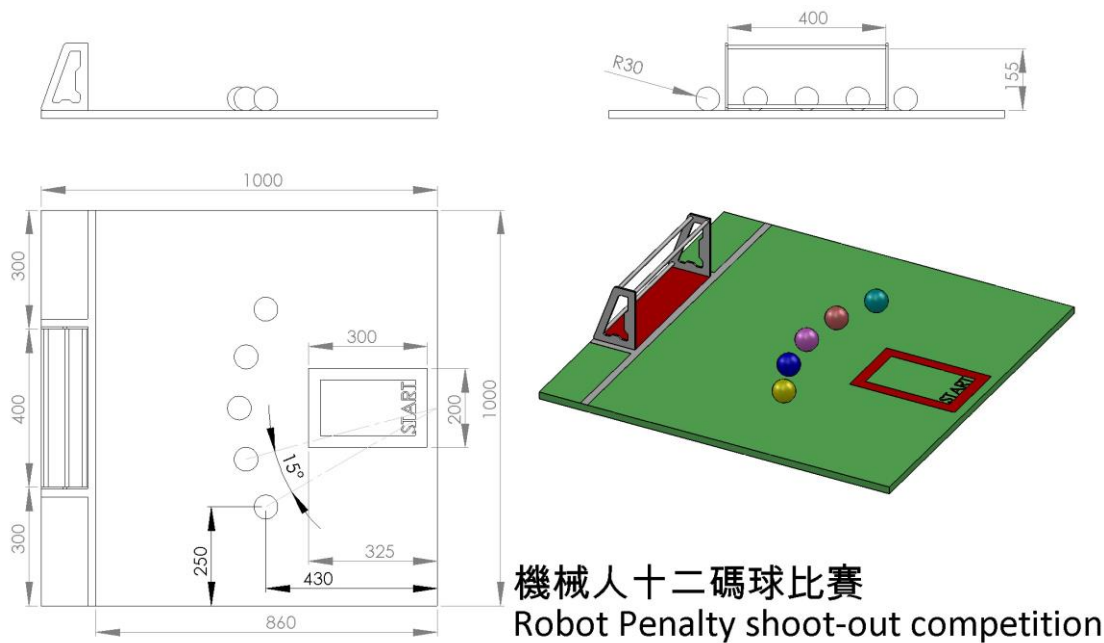 400
R30
155
1000
300
400
300
300
START
200
1000
15°
250
325
430
860
START
機械人十二碼球比賽
Robot Penalty shoot-out competition